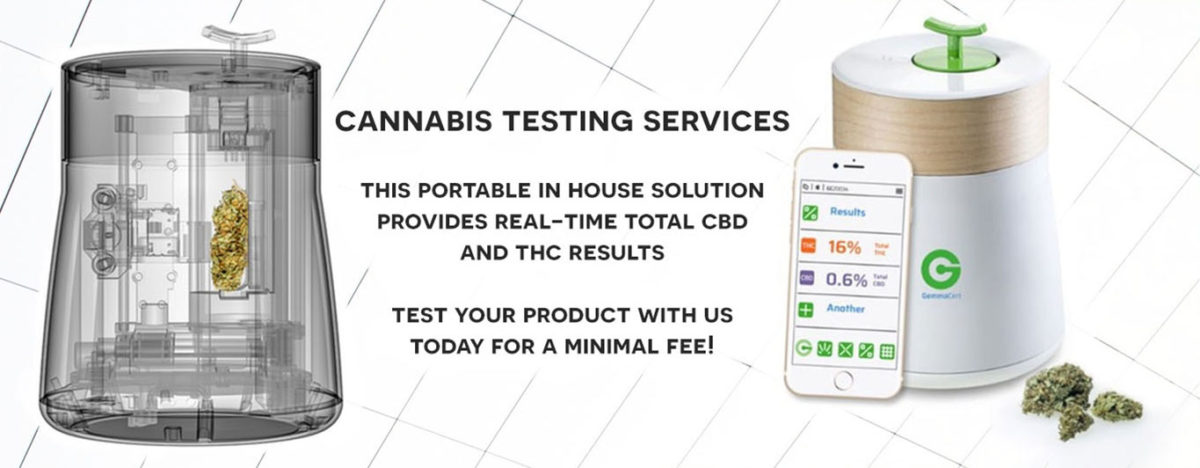 CANNABIS TESTING SERVICES
THIS PORTABLE IN HOUSE SOLUTION
PROVIDES REAL-TIME TOTAL CBD
AND THC RESULTS
TEST YOUR PRODUCT WITH US
TODAY FOR A MINIMAL FEE!
Results
THC 16% Total THC
CBD 0.6% Total CBD
Another
GemmaCert